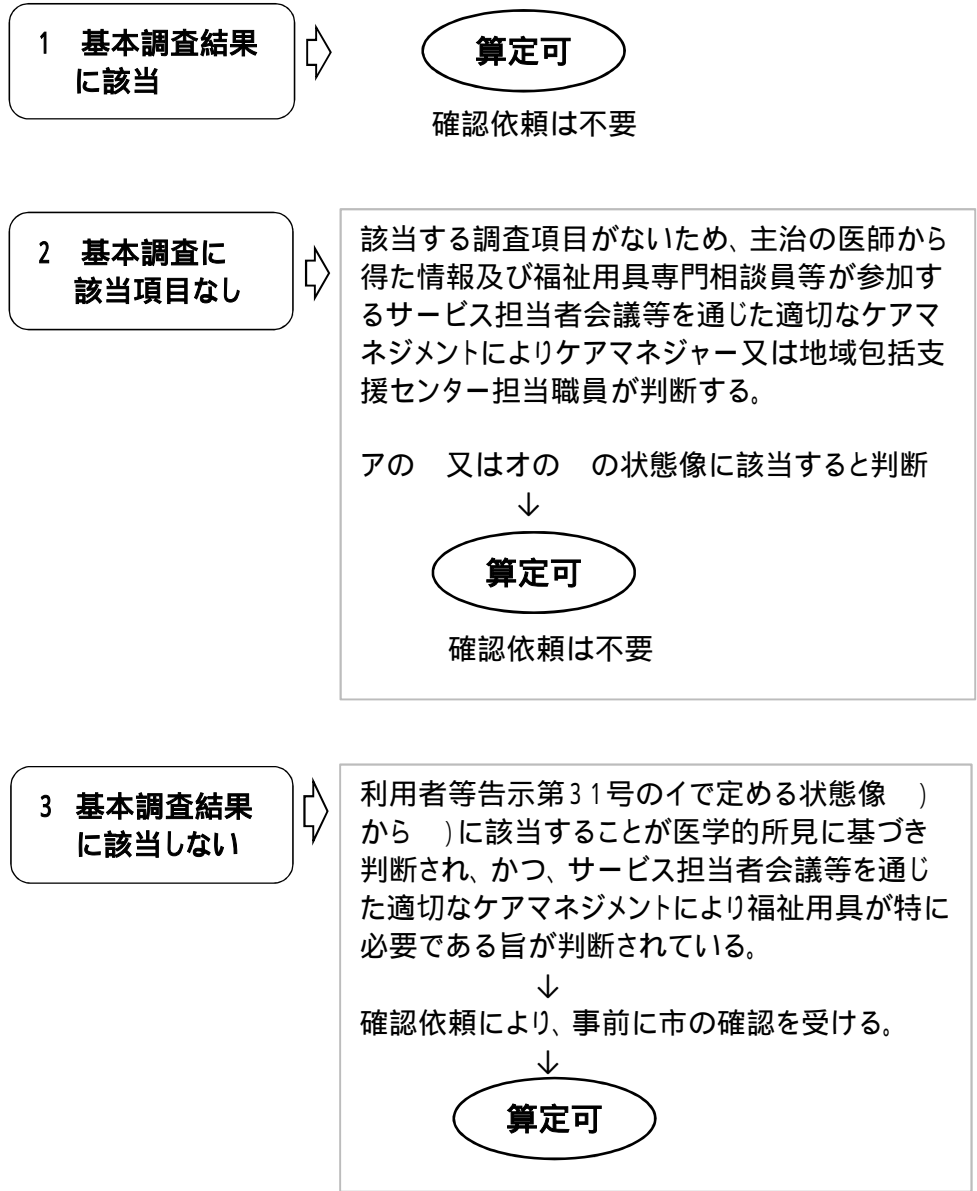 1 基本調査結果
に該当
算定可
確認依頼は不要
2 基本調査に
該当項目なし
該当する調査項目がないため、主治の医師から
得た情報及び福祉用具専門相談員等が参加す
るサービス担当者会議等を通じた適切なケアマ
ネジメントによりケアマネジャー又は地域包括支
援センター担当職員が判断する。
アの　又はオの　の状態像に該当すると判断
↓
算定可
確認依頼は不要
3 基本調査結果
に該当しない
利用者等告示第31号のイで定める状態像　)
から　)に該当することが医学的所見に基づき
判断され、かつ、サービス担当者会議等を通じ
た適切なケアマネジメントにより福祉用具が特に
必要である旨が判断されている。
↓
確認依頼により、事前に市の確認を受ける。
↓
算定可